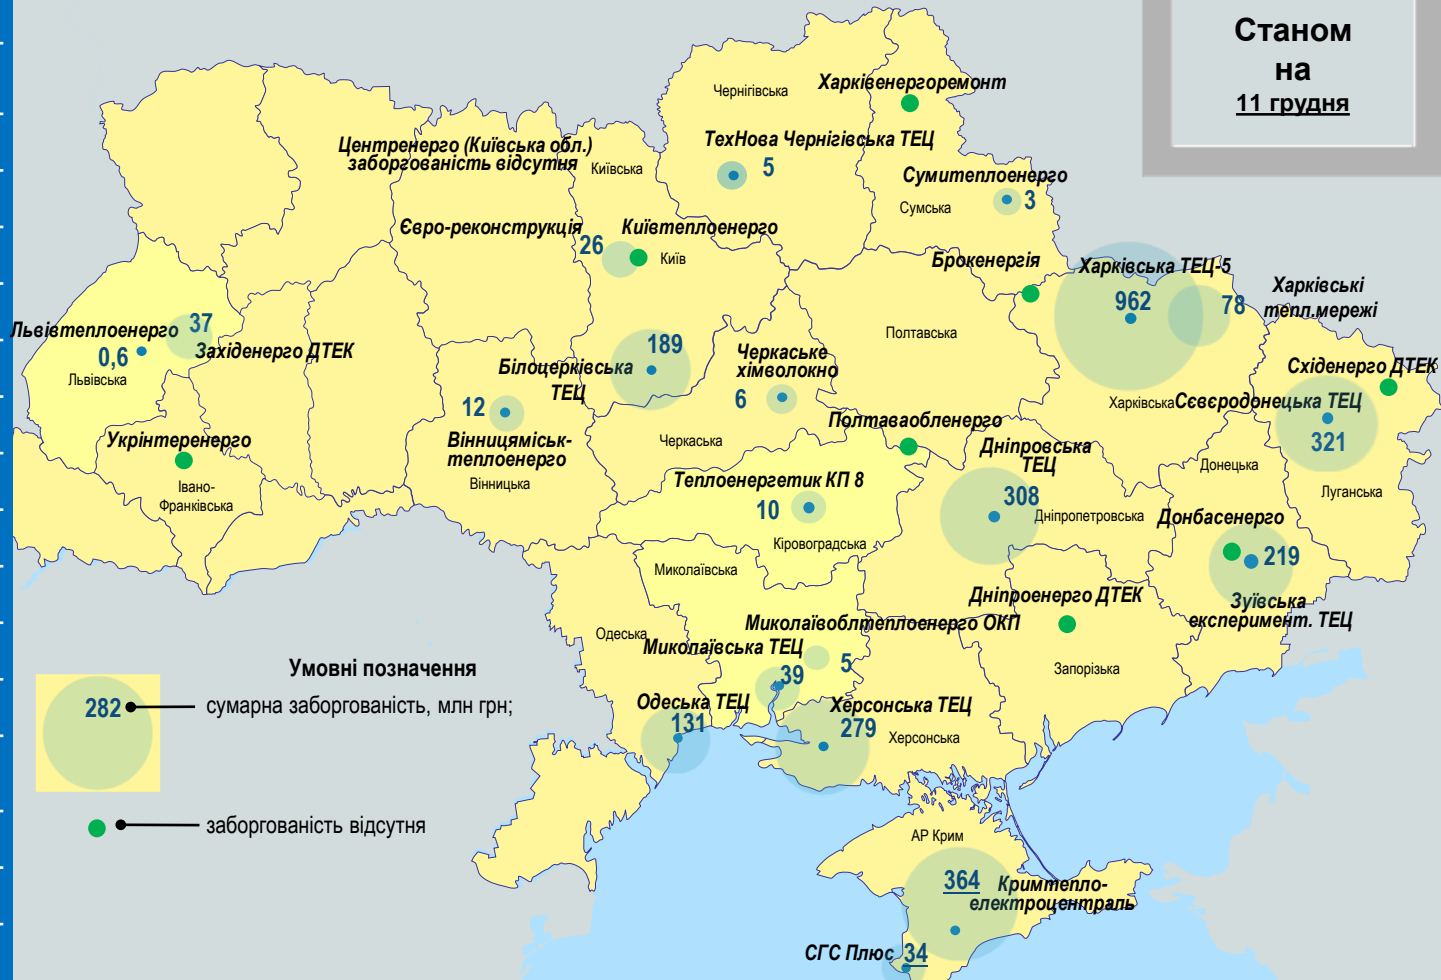 Станом
на
11 грудня
Чернігівська
Харківенергоремонт
Центренерго (Київська обл.)
заборгованість відсутня
Київська
ТехНова Чернігівська ТЕЦ
5
Сумитеплоенерго
3
Сумська
Євро-реконструкція
26
Київтеплоенерго
Київ
Брокенергія
Харківська ТЕЦ-5
962
78
Харківські
тепл.мережі
Львівтеплоенерго
37
0,6
Західенерго ДТЕК
Львівська
Полтавська
189
Білоцерківська
ТЕЦ
Черкаське
хімволокно
6
Східенерго ДТЕК
12
Вінницяміськ-
теплоенерго
Вінницька
Харківська
Сєвєродонецька ТЕЦ
321
Полтаваобленерго
Укрінтеренерго
Івано-
Франківська
Черкаська
Дніпровська
ТЕЦ
308
Дніпропетровська
Донецька
Луганська
Теплоенергетик КП 8
10
Кіровоградська
Донбасенерго
219
Зуївська
експеримент. ТЕЦ
Миколаївська
Дніпроенерго ДТЕК
Запорізька
Одеська
Миколаївоблтеплоенерго ОКП
5
Миколаївська ТЕЦ
39
Одеська ТЕЦ
131
Херсонська ТЕЦ
279
Херсонська
Умовні позначення
282
сумарна заборгованість, млн грн;
заборгованість відсутня
АР Крим
364
Кримтепло-
електроцентраль
СГС Плюс
34